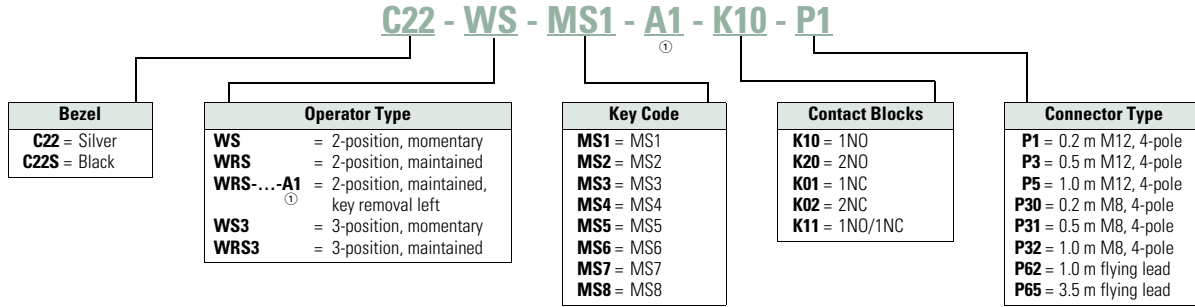 C22 - WS - MS1 - A1 - K10 - P1
①
Bezel
C22 = Silver
C22S = Black
Operator Type
WS = 2-position, momentary
WRS = 2-position, maintained
WRS-...-A1 = 2-position, maintained,
① key removal left
WS3 = 3-position, momentary
WRS3 = 3-position, maintained
Key Code
MS1 = MS1
MS2 = MS2
MS3 = MS3
MS4 = MS4
MS5 = MS5
MS6 = MS6
MS7 = MS7
MS8 = MS8
Contact Blocks
K10 = 1NO
K20 = 2NO
K01 = 1NC
K02 = 2NC
K11 = 1NO/1NC
Connector Type
P1 = 0.2 m M12, 4-pole
P3 = 0.5 m M12, 4-pole
P5 = 1.0 m M12, 4-pole
P30 = 0.2 m M8, 4-pole
P31 = 0.5 m M8, 4-pole
P32 = 1.0 m M8, 4-pole
P62 = 1.0 m flying lead
P65 = 3.5 m flying lead